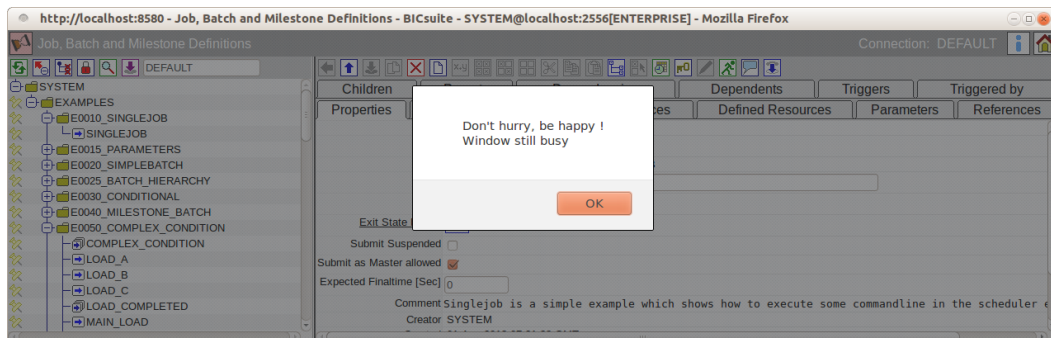 http://localhost:8580 - Job, Batch and Milestone Definitions - BICsuite - SYSTEM@localhost:2556[ENTERPRISE] - Mozilla Firefox
Job, Batch and Milestone Definitions
Connection: DEFAULT
DEFAULT
SYSTEM
EXAMPLES
E0010_SINGLEJOB
SINGLEJOB
E0015_PARAMETERS
E0020_SIMPLEBATCH
E0025_BATCH_HIERARCHY
E0030_CONDITIONAL
E0040_MILESTONE_BATCH
E0050_COMPLEX_CONDITION
COMPLEX_CONDITION
LOAD_A
LOAD_B
LOAD_C
LOAD_COMPLETED
MAIN_LOAD
Children Dependents Triggers Triggered by
Properties Defined Resources Parameters References
Don't hurry, be happy !
Window still busy
OK
Exit State
Submit Suspended
Submit as Master allowed
Expected Finaltime [Sec] 0
Comment Singlejob is a simple example which shows how to execute some commandline in the scheduler
Creator SYSTEM